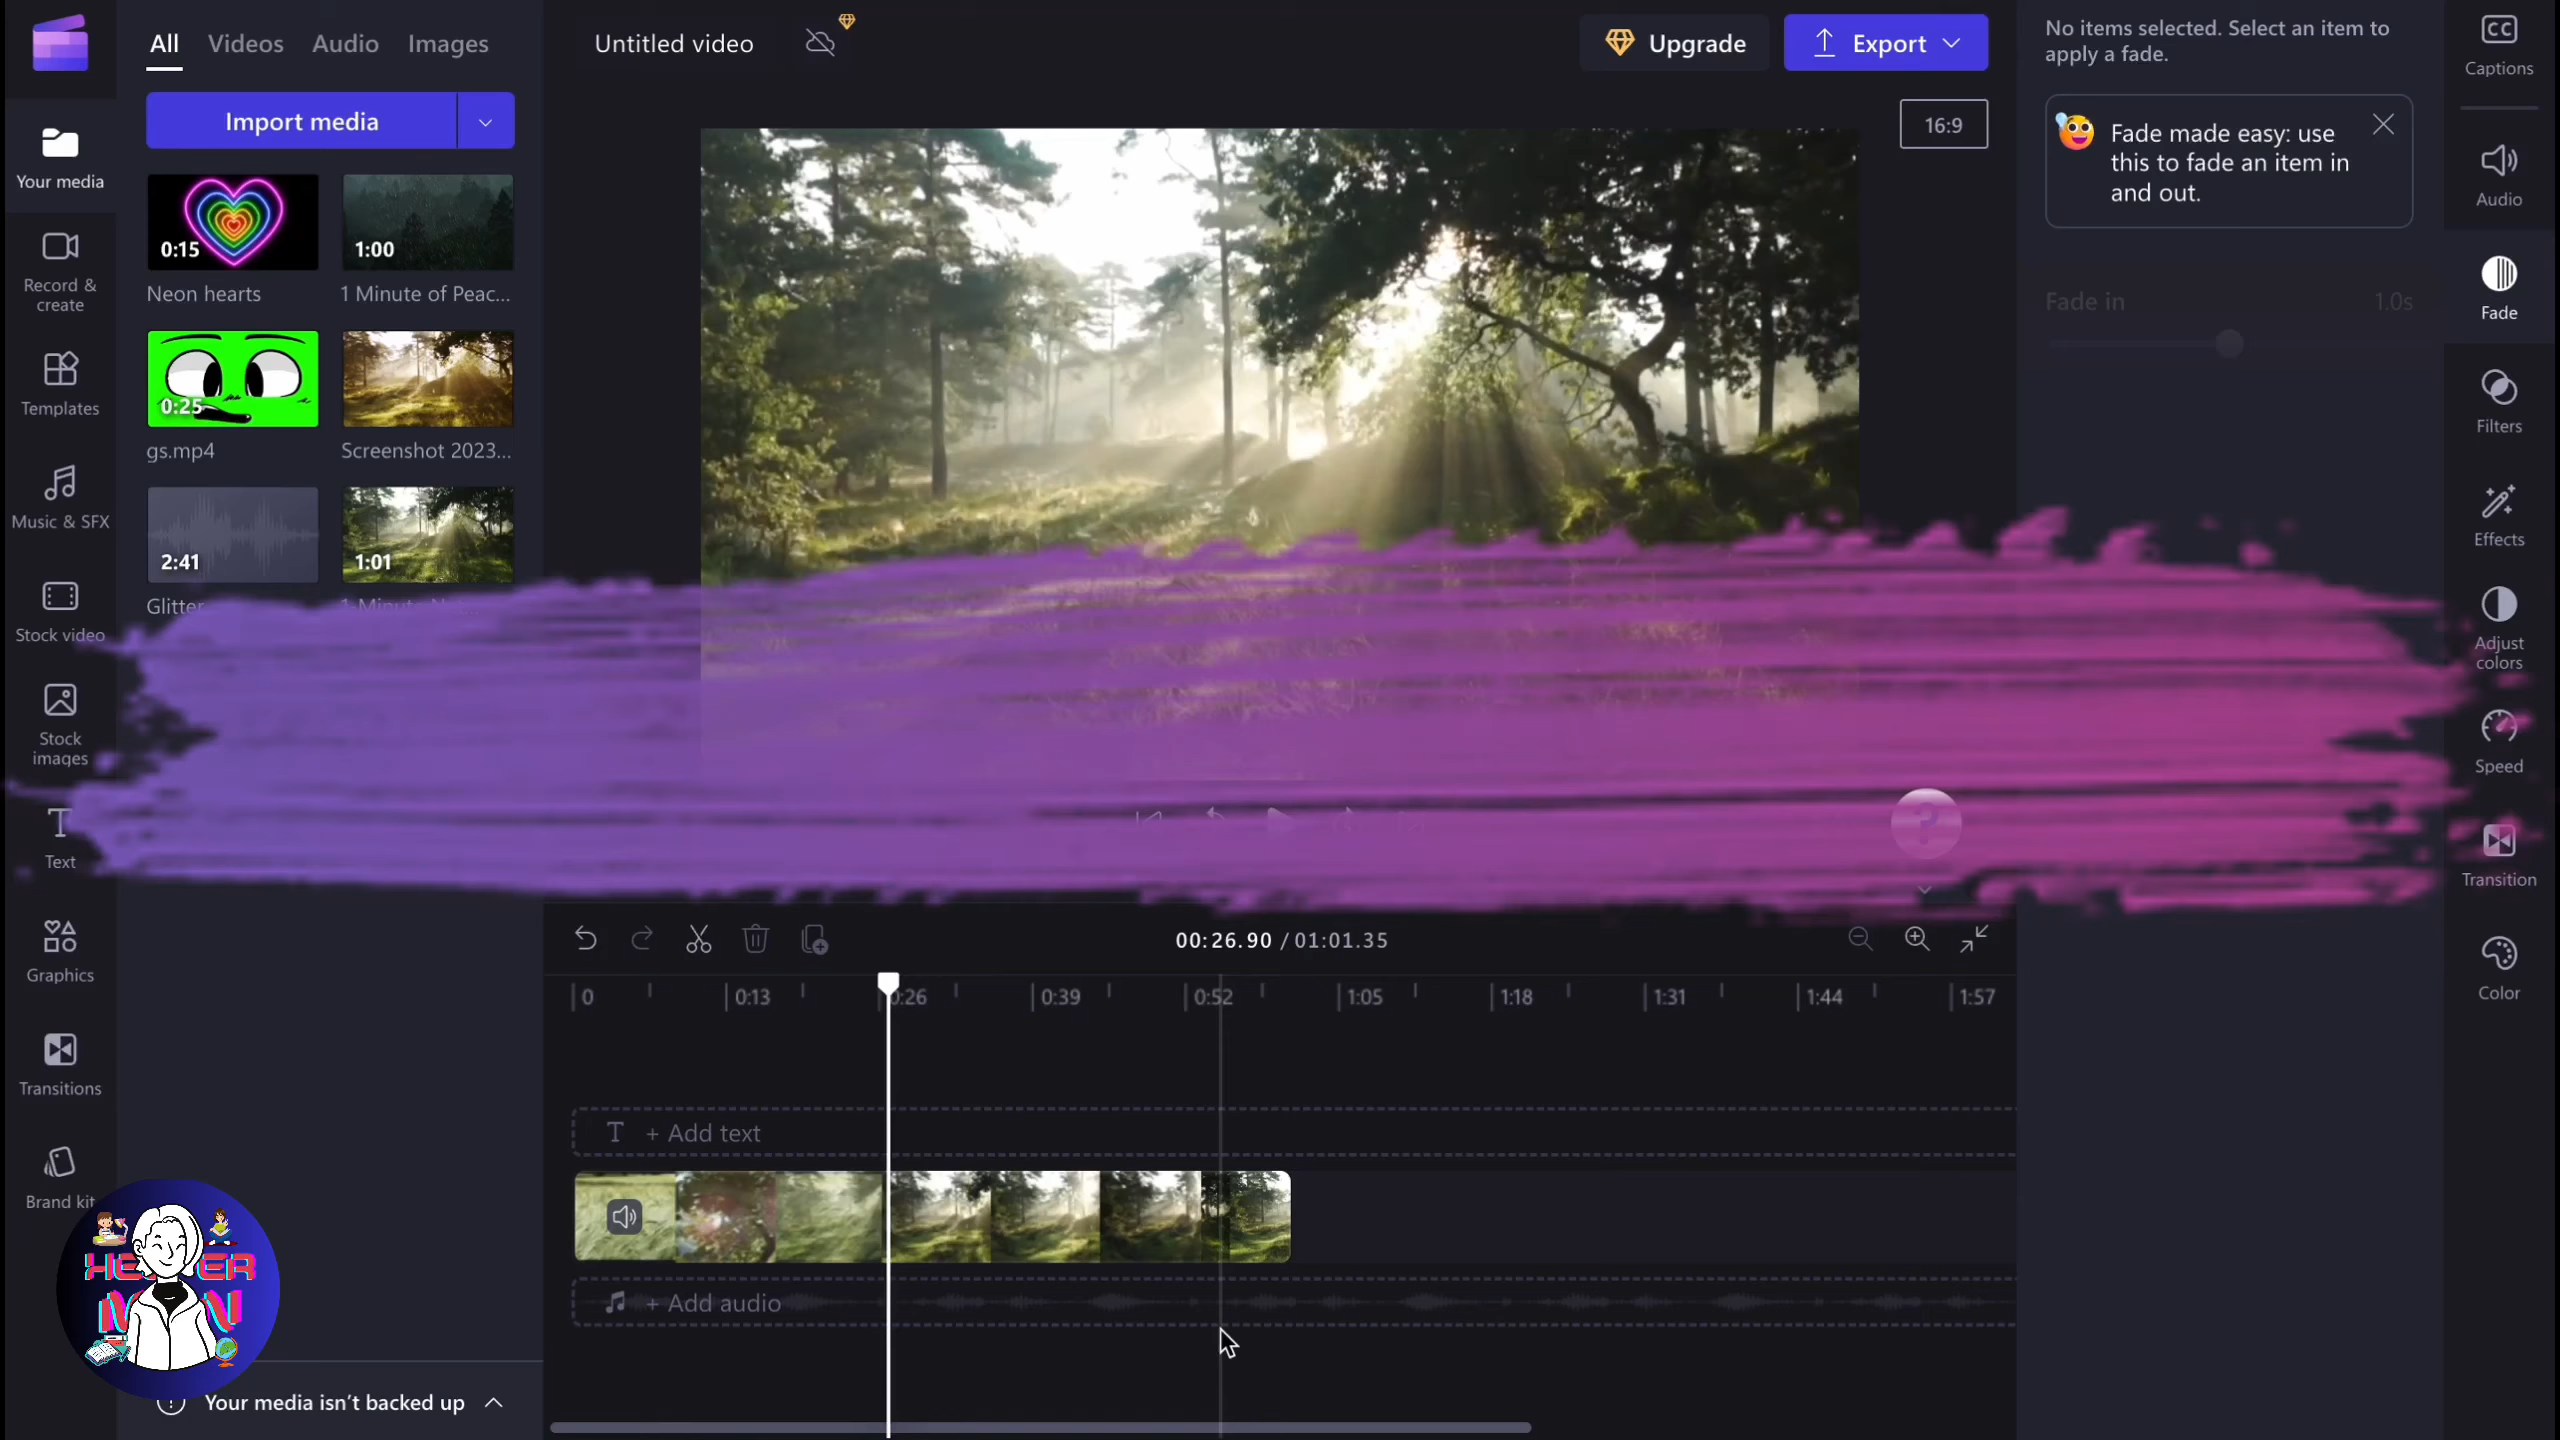 All Videos Audio Images
Untitled video
Upgrade
Export
No items selected. Select an item to
apply a fade.
Captions
Import media
16:9
Fade made easy: use
this to fade an item in
and out.
Your media
Audio
0:15
1:00
Neon hearts
1 Minute of Peac...
Record &
create
Fade in
1.0s
Fade
0:25
gs.mp4
Screenshot 2023...
Templates
Filters
Music & SFX
2:41
1:01
Glitter
Effects
Stock video
Adjust
colors
Stock
images
Speed
Text
Transition
00:26.90 / 01:01.35
Graphics
Color
0 0:13 0:26 0:39 0:52 1:05 1:18 1:31 1:44 1:57
Transitions
+ Add text
Brand kit
+ Add audio
Your media isn't backed up